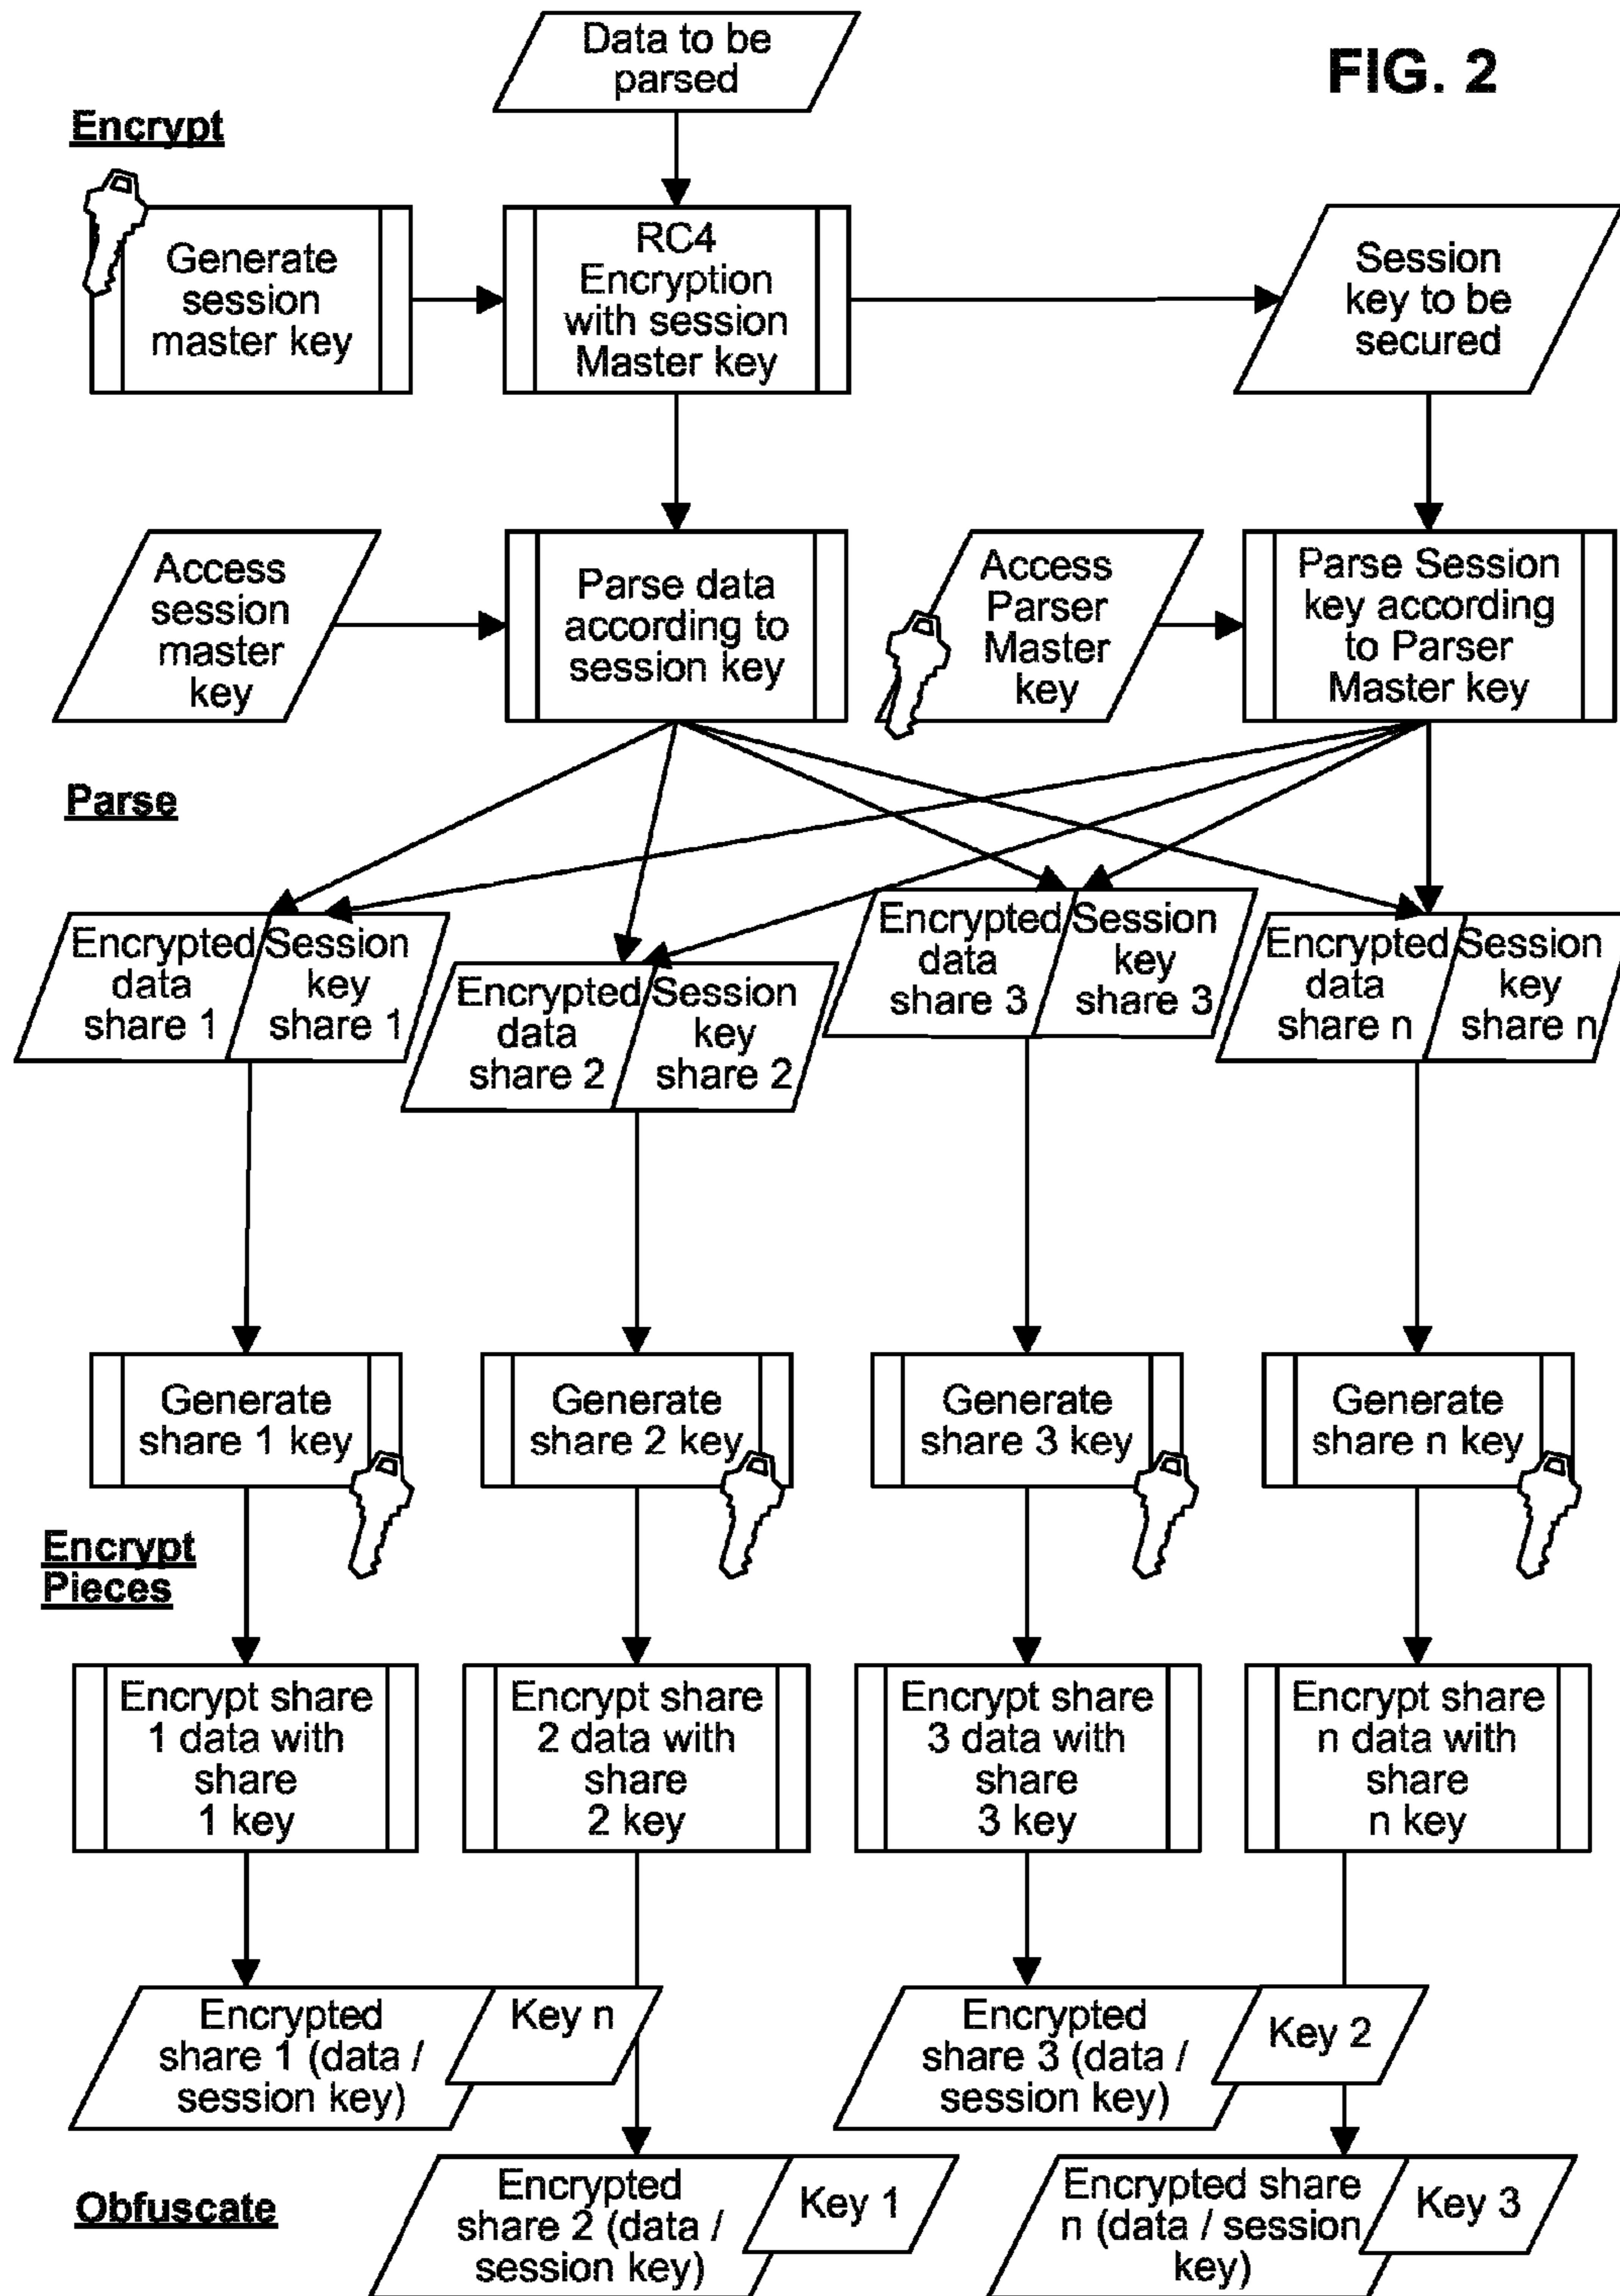 Data to be
parsed
FIG. 2
Encrypt
Generate
session
master key
RC4
Encryption
with session
Master key
Session
key to be
secured
Access
session
master
key
Parse data
according to
session key
Access
Parser
Master
key
Parse Session
key according
to Parser
Master key
Parse
Encrypted
data
share 1
Session
key
share 1
Encrypted
data
share 2
Session
key
share 2
Encrypted
data
share 3
Session
key
share 3
Encrypted
data
share n
Session
key
share n
Generate
share 1 key
Generate
share 2 key
Generate
share 3 key
Generate
share n key
Encrypt
Pieces
Encrypt share
1 data with
share
1 key
Encrypt share
2 data with
share
2 key
Encrypt share
3 data with
share
3 key
Encrypt share
n data with
share
n key
Encrypted
share 1 (data /
session key)
Key n
Encrypted
share 3 (data /
session key)
Key 2
Obfuscate
Encrypted
share 2 (data /
session key)
Key 1
Encrypted share
n (data / session
key)
Key 3